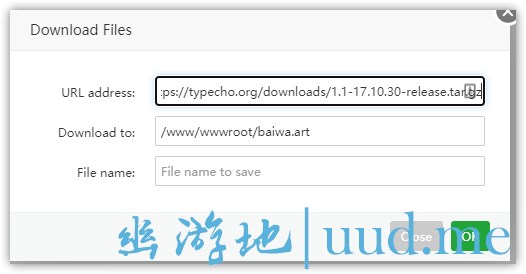 Download Files
URL address: :ps://typecho.org/downloads/1.1-17.10.30-release.tar.gz
Download to: /www/wwwroot/baiwa.art
File name: File name to save
Close OK
幽游地 uud.me